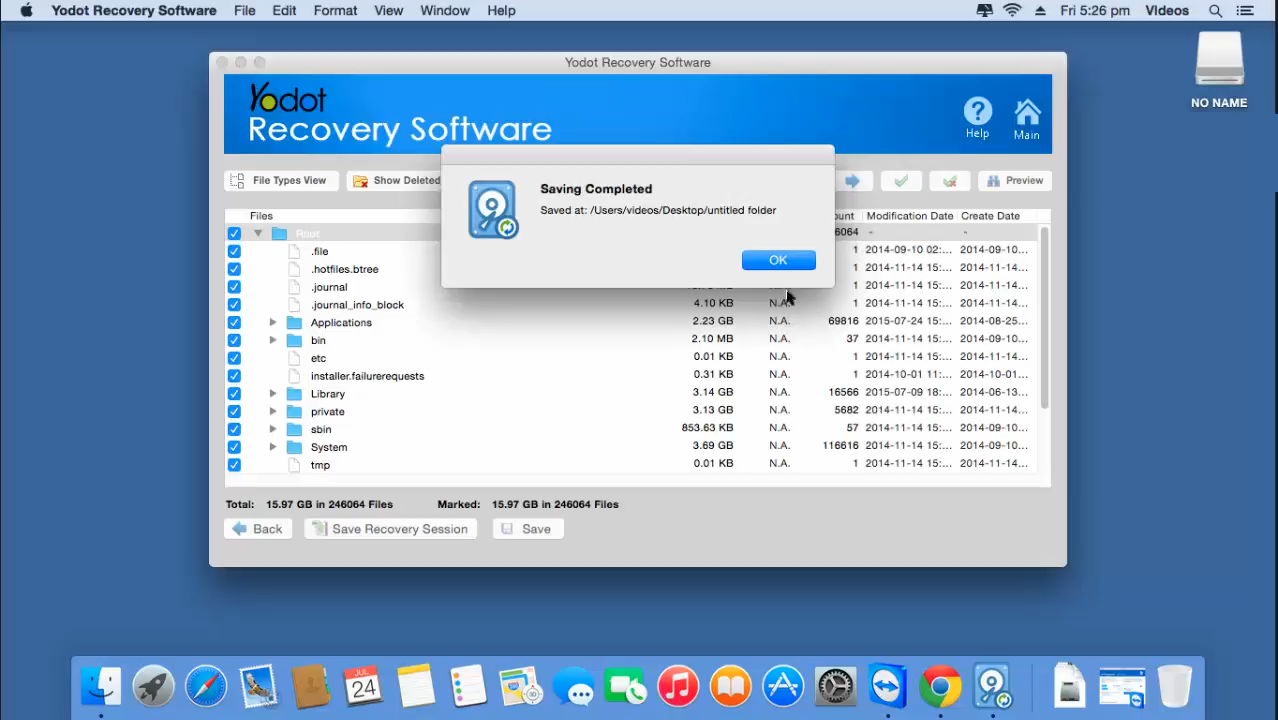 Yodot Recovery Software File Edit Format View Window Help Fri 5:26 pm Videos
NO NAME
Yodot Recovery Software
Yodot
Recovery Software
Help Main
File Types View Show Deleted Preview
Saving Completed
Saved at: /Users/videos/Desktop/untitled folder
OK
Files Modification Date Create Date
Root - -
.file 1 2014-09-10 02:... 2014-09-10...
.hotfiles.btree 1 2014-11-14 15:... 2014-11-14...
.journal 1 2014-11-14 15:... 2014-11-14...
.journal_info_block 4.10 KB N.A. 1 2014-11-14 15:... 2014-11-14...
Applications 2.23 GB N.A. 69816 2015-07-24 15:... 2014-08-25...
bin 2.10 MB N.A. 37 2014-11-14 15:... 2014-09-10...
etc 0.01 KB N.A. 1 2014-11-14 15:... 2014-11-14...
installer.failurerequests 0.31 KB N.A. 1 2014-10-01 11:... 2014-10-01...
Library 3.14 GB N.A. 16566 2015-07-09 18:... 2014-06-13...
private 3.13 GB N.A. 5682 2014-11-14 15:... 2014-11-14...
sbin 853.63 KB N.A. 57 2014-11-14 15:... 2014-09-10...
System 3.69 GB N.A. 116616 2014-11-14 15:... 2014-09-10...
tmp 0.01 KB N.A. 1 2014-11-14 15:... 2014-11-14...
Total: 15.97 GB in 246064 Files Marked: 15.97 GB in 246064 Files
Back Save Recovery Session Save
JUL
24